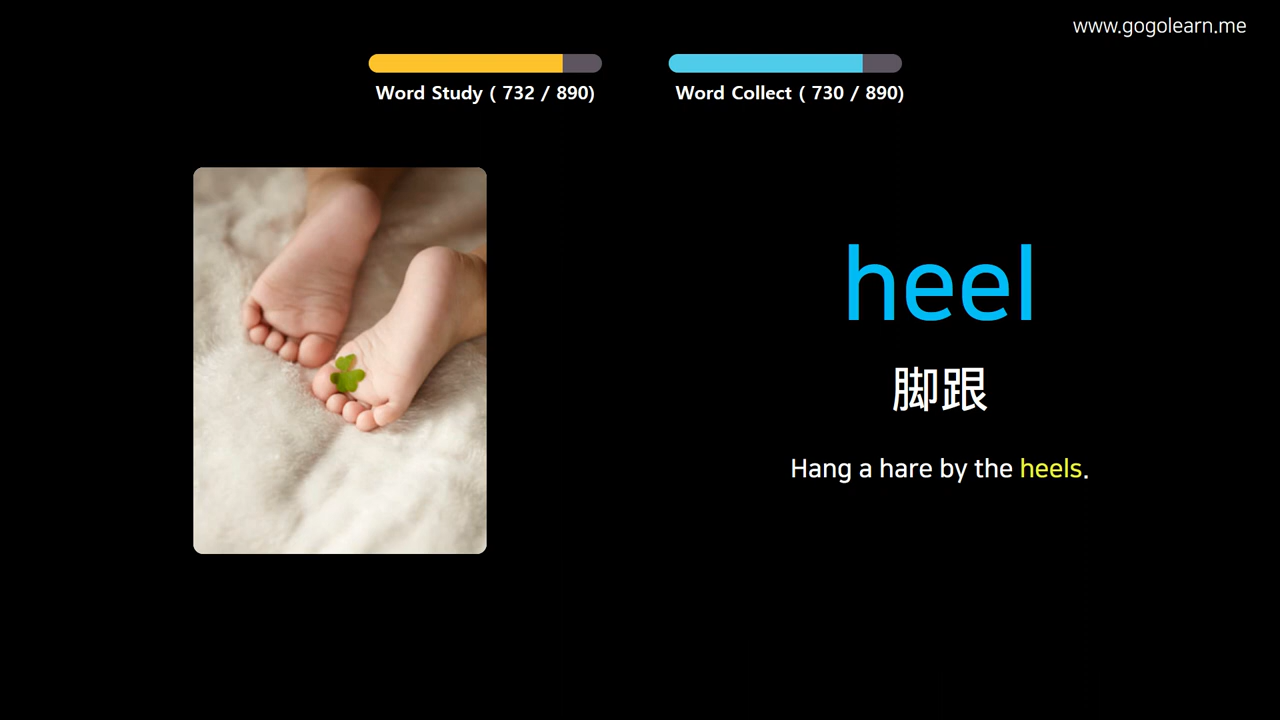 www.gogolearn.me
Word Study ( 732 / 890)
Word Collect ( 730 / 890)
heel
脚跟
Hang a hare by the heels.